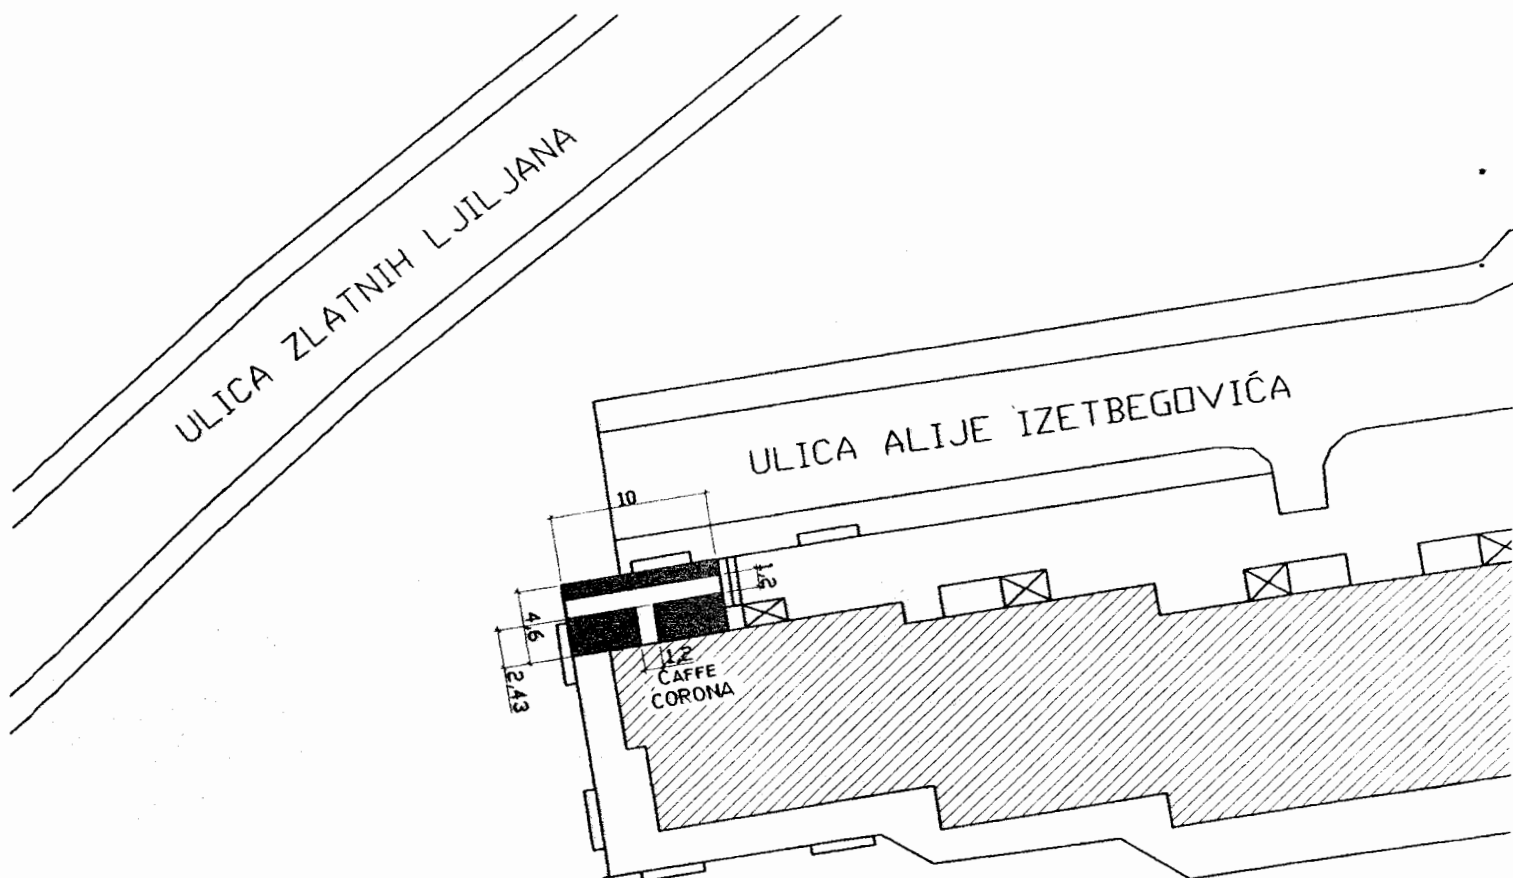 ULICA ZLATNIH LJILJANA
ULICA ALIJE IZETBEGOVIĆA
10
1,2
4,6
2,43
1,2
CAFFE
CORONA